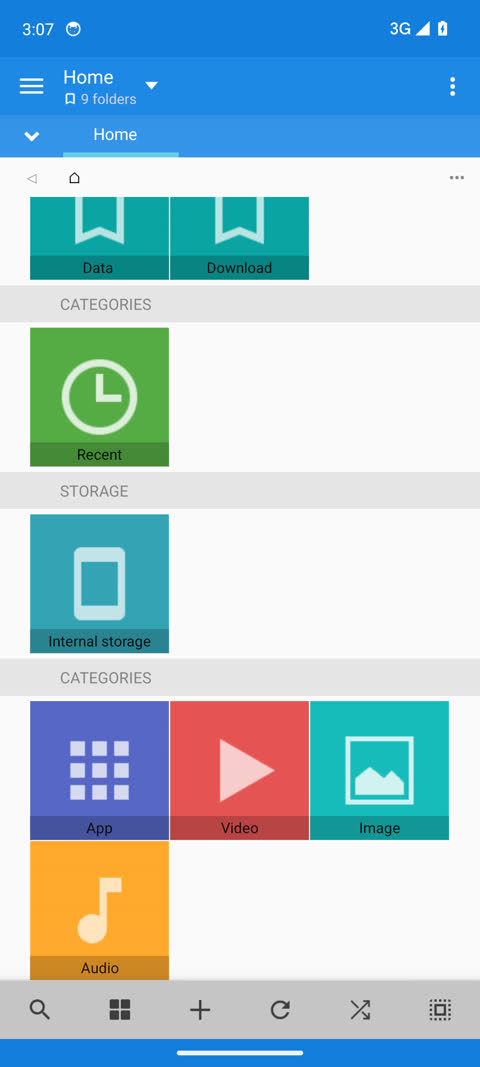 3:07
3G
Home
9 folders
Home
Data
Download
CATEGORIES
Recent
STORAGE
Internal storage
CATEGORIES
App
Video
Image
Audio